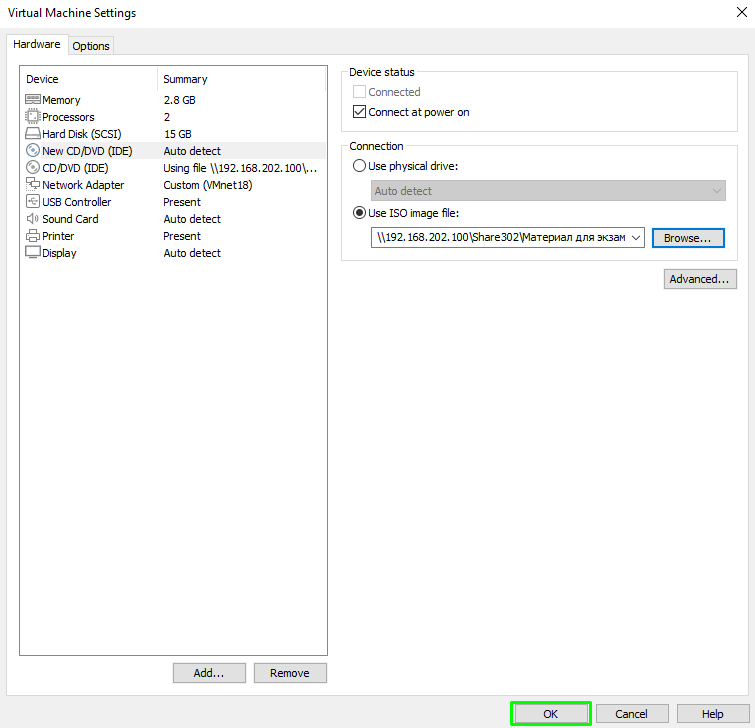 Virtual Machine Settings
Hardware
Options
Device Summary
Memory 2.8 GB
Processors 2
Hard Disk (SCSI) 15 GB
New CD/DVD (IDE) Auto detect
CD/DVD (IDE) Using file \\192.168.202.100\...
Network Adapter Custom (VMnet18)
USB Controller Present
Sound Card Auto detect
Printer Present
Display Auto detect
Add... Remove
Device status
Connected
Connect at power on
Connection
Use physical drive:
Auto detect
Use ISO image file:
\\192.168.202.100\Share302\Материал для экзам
Browse...
Advanced...
OK Cancel Help